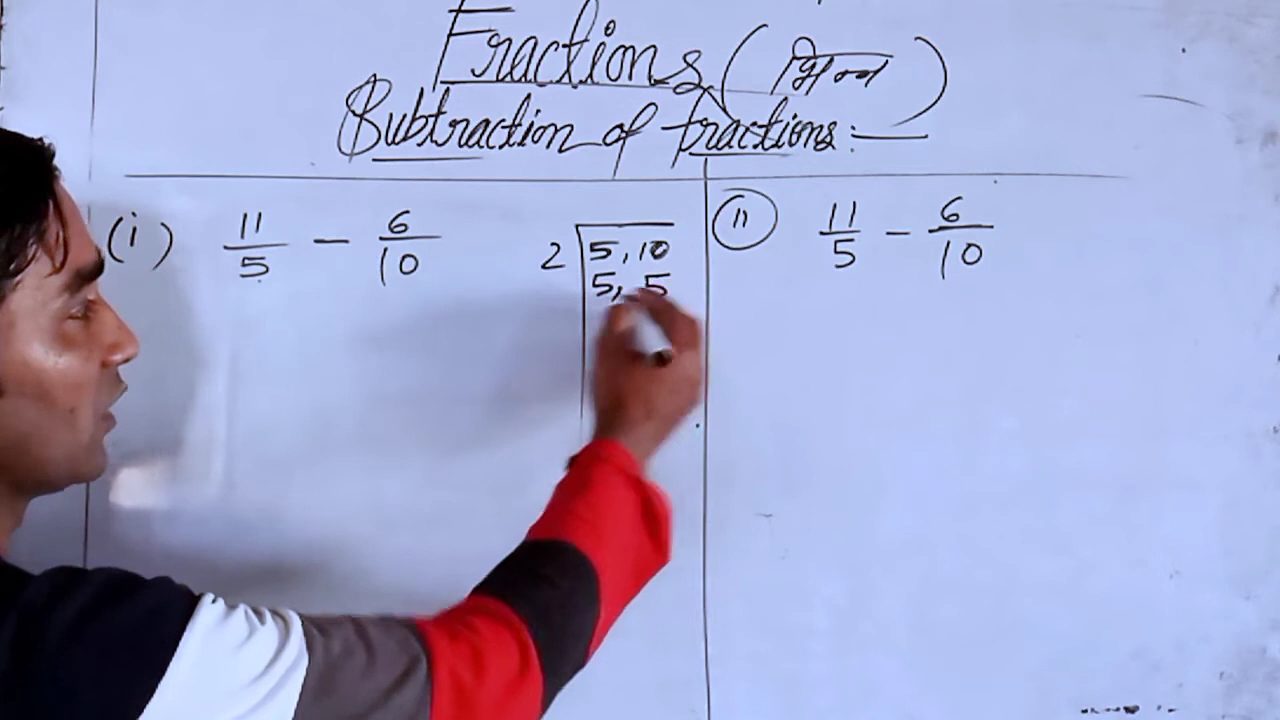 Fractions (भिन्न)
Subtraction of fractions:—
(i) 11/5 - 6/10
2 | 5, 10
5, 5
(ii) 11/5 - 6/10